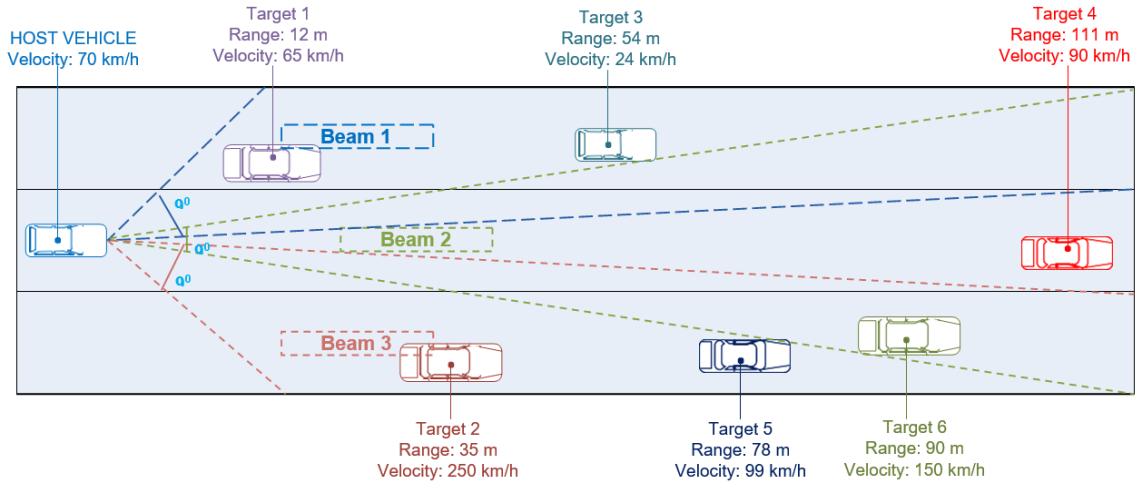 HOST VEHICLE
Velocity: 70 km/h
Target 1
Range: 12 m
Velocity: 65 km/h
Target 3
Range: 54 m
Velocity: 24 km/h
Target 4
Range: 111 m
Velocity: 90 km/h
Beam 1
Beam 2
Beam 3
Target 2
Range: 35 m
Velocity: 250 km/h
Target 5
Range: 78 m
Velocity: 99 km/h
Target 6
Range: 90 m
Velocity: 150 km/h